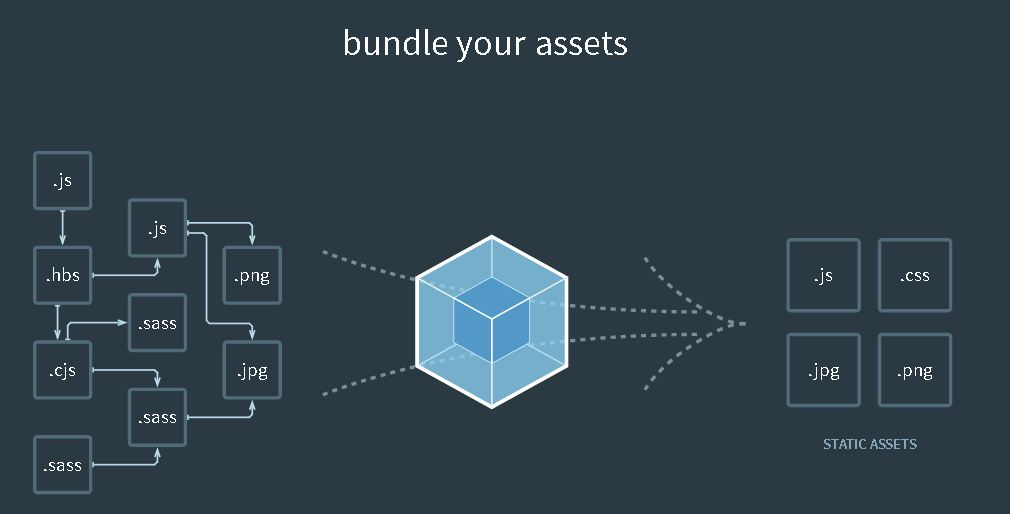 bundle your assets
.js
.js
.hbs
.png
.sass
.cjs
.jpg
.sass
.sass
.js
.css
.jpg
.png
STATIC ASSETS